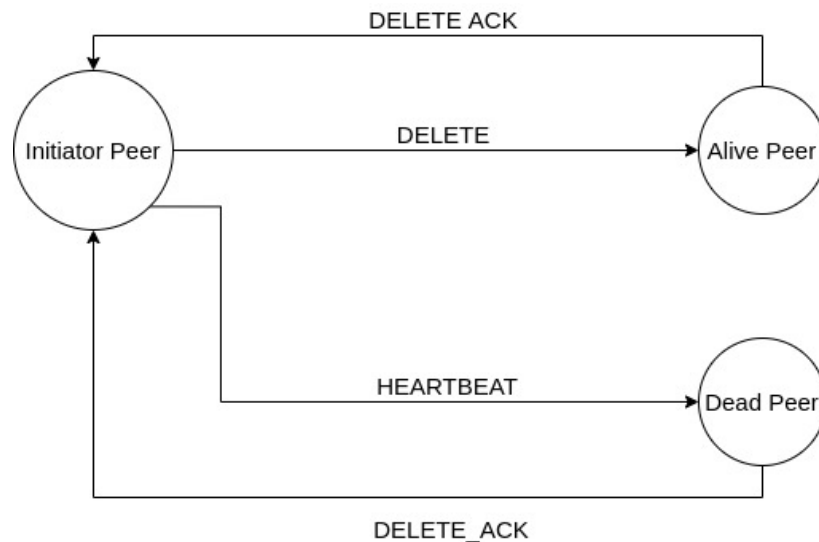 DELETE ACK
Initiator Peer
DELETE
Alive Peer
HEARTBEAT
Dead Peer
DELETE_ACK